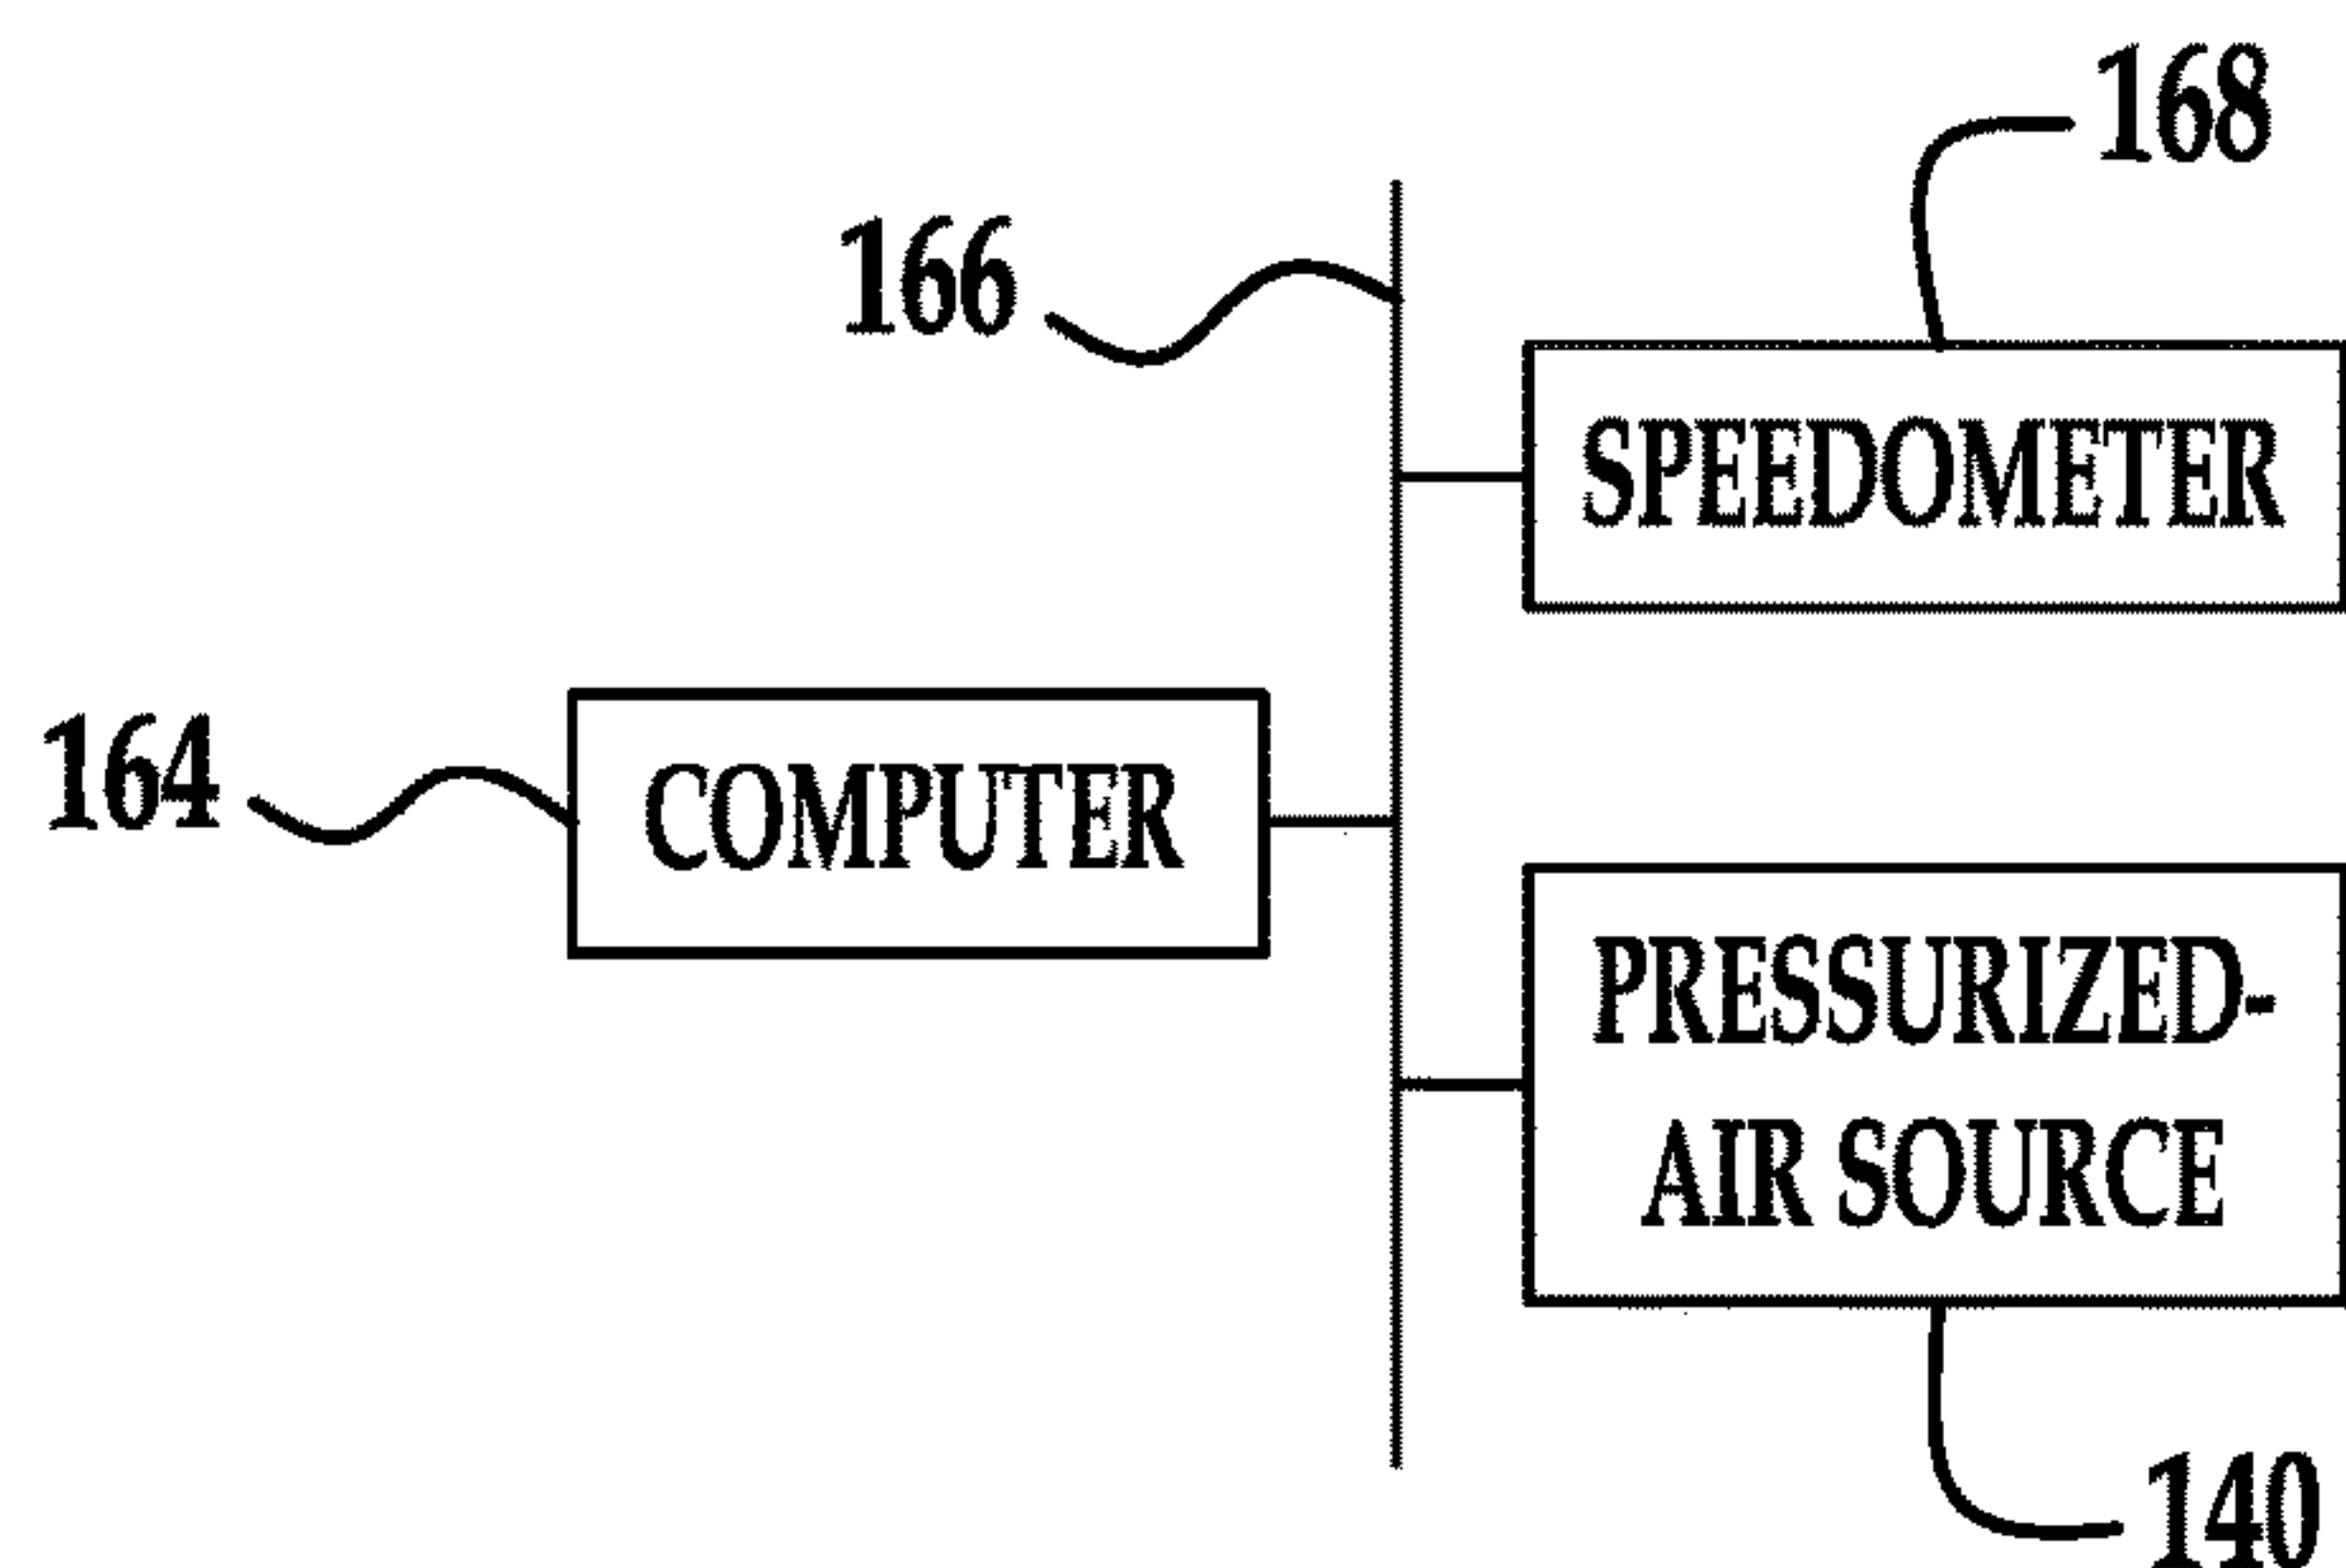 168
166
SPEEDOMETER
164
COMPUTER
PRESSURIZED-
AIR SOURCE
140